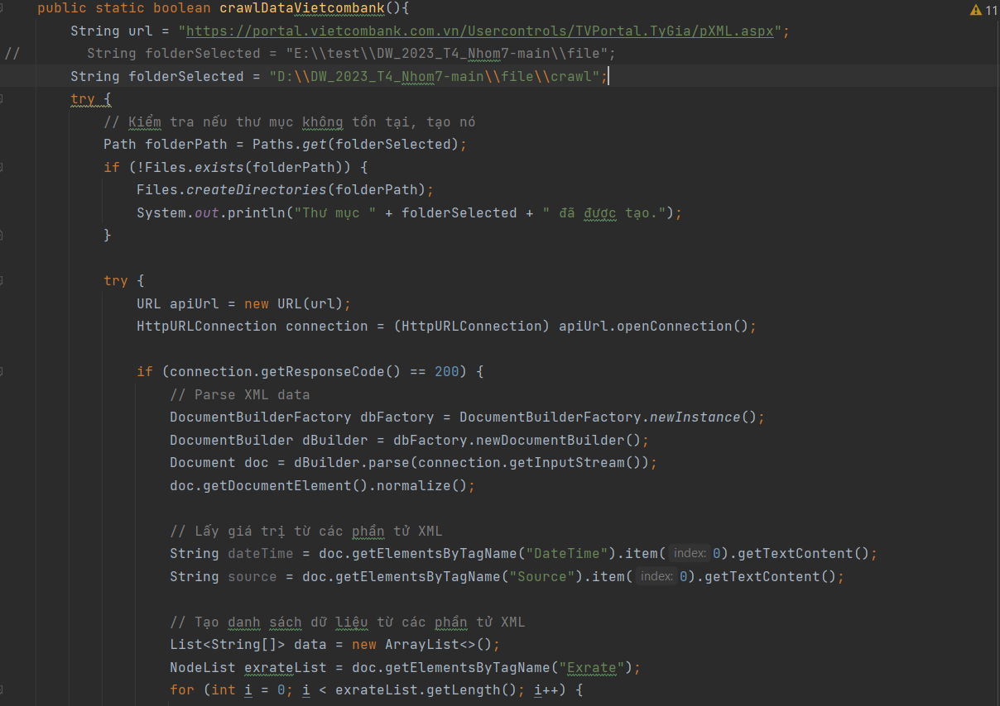 public static boolean crawlDataVietcombank(){
11
String url = "https://portal.vietcombank.com.vn/Usercontrols/TVPortal.TyGia/pXML.aspx";
// String folderSelected = "E:\\test\\DW_2023_T4_Nhom7-main\\file";
String folderSelected = "D:\\DW_2023_T4_Nhom7-main\\file\\crawl";
try {
// Kiểm tra nếu thư mục không tồn tại, tạo nó
Path folderPath = Paths.get(folderSelected);
if (!Files.exists(folderPath)) {
Files.createDirectories(folderPath);
System.out.println("Thư mục " + folderSelected + " đã được tạo.");
}
try {
URL apiUrl = new URL(url);
HttpURLConnection connection = (HttpURLConnection) apiUrl.openConnection();
if (connection.getResponseCode() == 200) {
// Parse XML data
DocumentBuilderFactory dbFactory = DocumentBuilderFactory.newInstance();
DocumentBuilder dBuilder = dbFactory.newDocumentBuilder();
Document doc = dBuilder.parse(connection.getInputStream());
doc.getDocumentElement().normalize();
// Lấy giá trị từ các phần tử XML
String dateTime = doc.getElementsByTagName("DateTime").item( index: 0).getTextContent();
String source = doc.getElementsByTagName("Source").item( index: 0).getTextContent();
// Tạo danh sách dữ liệu từ các phần tử XML
List<String[]> data = new ArrayList<>();
NodeList exrateList = doc.getElementsByTagName("Exrate");
for (int i = 0; i < exrateList.getLength(); i++) {